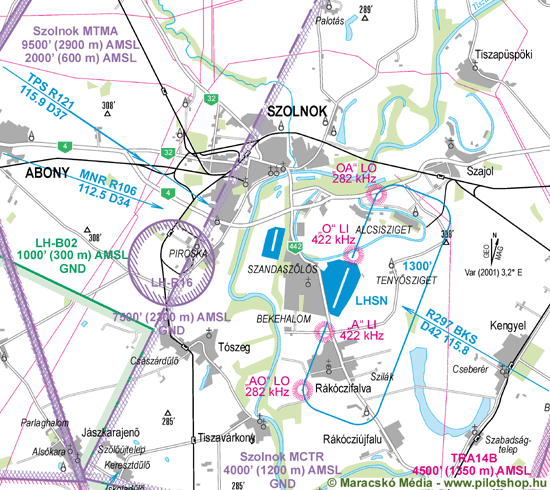 289'
Palotás
Tisza
Szolnok MTMA
9500' (2900 m) AMSL
2000' (600 m) AMSL
Tiszapüspöki
TPS R121
115.9 D37
308'
32
SZOLNOK
32
4
ABONY
MNR R106
112.5 D34
4
„OA" LO
282 kHz
Szajol
„O" LI
422 kHz
ALCSISZIGET
308'
LH-B02
1000' (300 m) AMSL
GND
308'
PIROSKA
442
SZANDASZŐLŐS
1300'
TENYŐSZIGET
GEO
MAG
Var (2001) 3,2° E
LH-R16
7500' (2300 m) AMSL
GND
LHSN
BEKEHALOM
„A" LI
422 kHz
R297 BKS
D42 115.8
Kengyel
Császárdűlő
Tószeg
„AO" LO
282 kHz
Rákóczifalva
Szilák
Cseberér
Parlaghalom
Alsókara
Jászkarajenő
Szőlőújtelep
Keresztdűlő
285'
Tiszavárkony
Rákócziújfalu
Szabadság-
telep
Szolnok MCTR
4000' (1200 m) AMSL
GND
TRA14B
4500' (1350 m) AMSL
285'
© Maracskó Média - www.pilotshop.hu